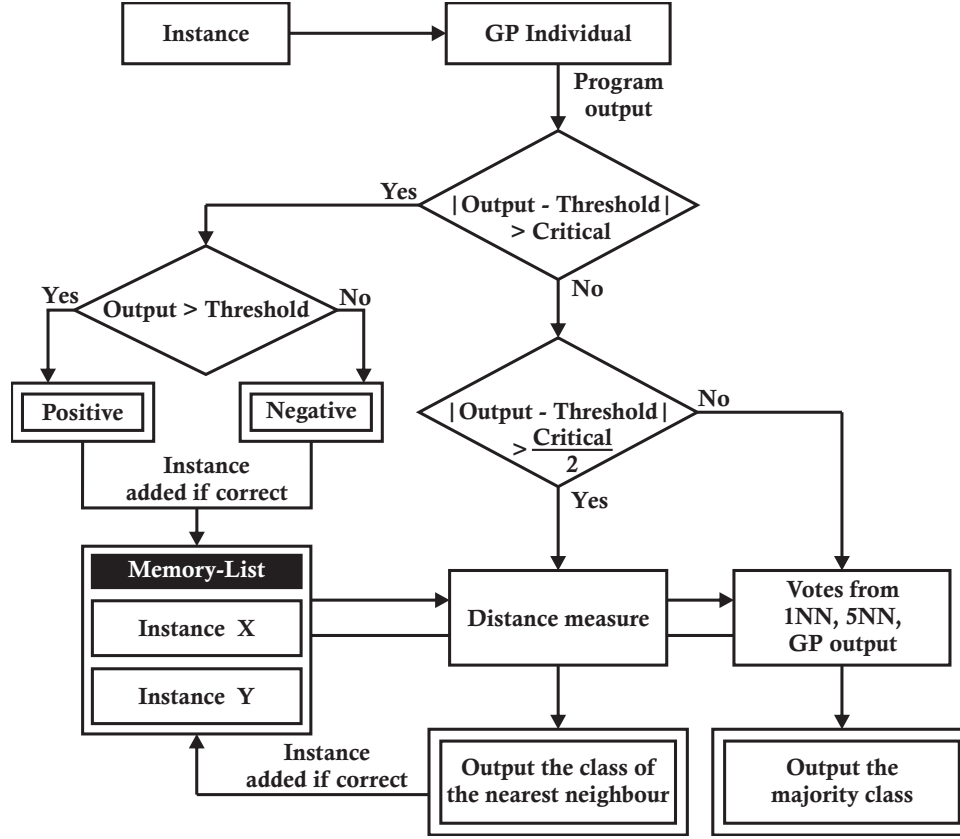 Instance
GP Individual
Program
output
Yes
|Output - Threshold|
> Critical
No
Yes
Output > Threshold
No
Positive
Negative
|Output - Threshold|
> Critical
2
No
Yes
Instance
added if correct
Memory-List
Instance X
Instance Y
Distance measure
Votes from
1NN, 5NN,
GP output
Instance
added if correct
Output the class of
the nearest neighbour
Output the
majority class